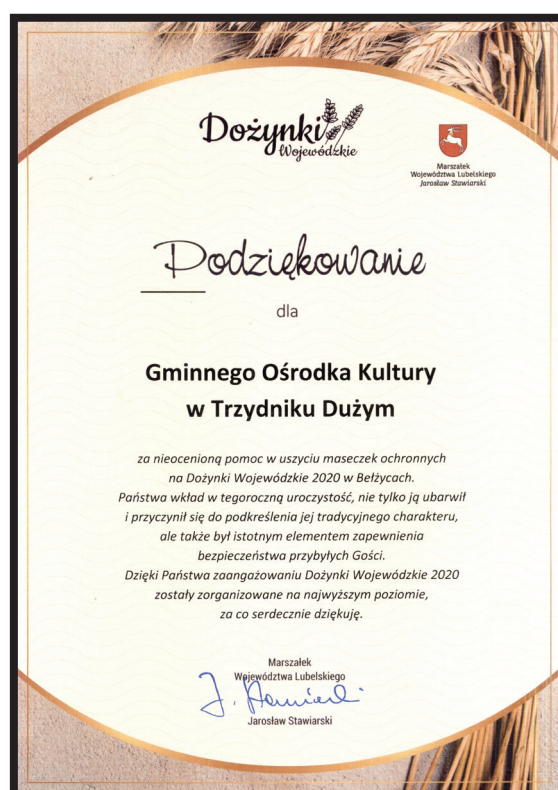 Dożynki
Wojewódzkie
Marszałek
Województwa Lubelskiego
Jarosław Stawiarski
Podziękowanie
dla
Gminnego Ośrodka Kultury
w Trzydniku Dużym
za nieocenioną pomoc w uszyciu maseczek ochronnych
na Dożynki Wojewódzkie 2020 w Bełżycach.
Państwa wkład w tegoroczną uroczystość, nie tylko ją ubarwił
i przyczynił się do podkreślenia jej tradycyjnego charakteru,
ale także był istotnym elementem zapewnienia
bezpieczeństwa przybyłych Gości.
Dzięki Państwa zaangażowaniu Dożynki Wojewódzkie 2020
zostały zorganizowane na najwyższym poziomie,
za co serdecznie dziękuję.
Marszałek
Województwa Lubelskiego
J. Stawiarski
Jarosław Stawiarski